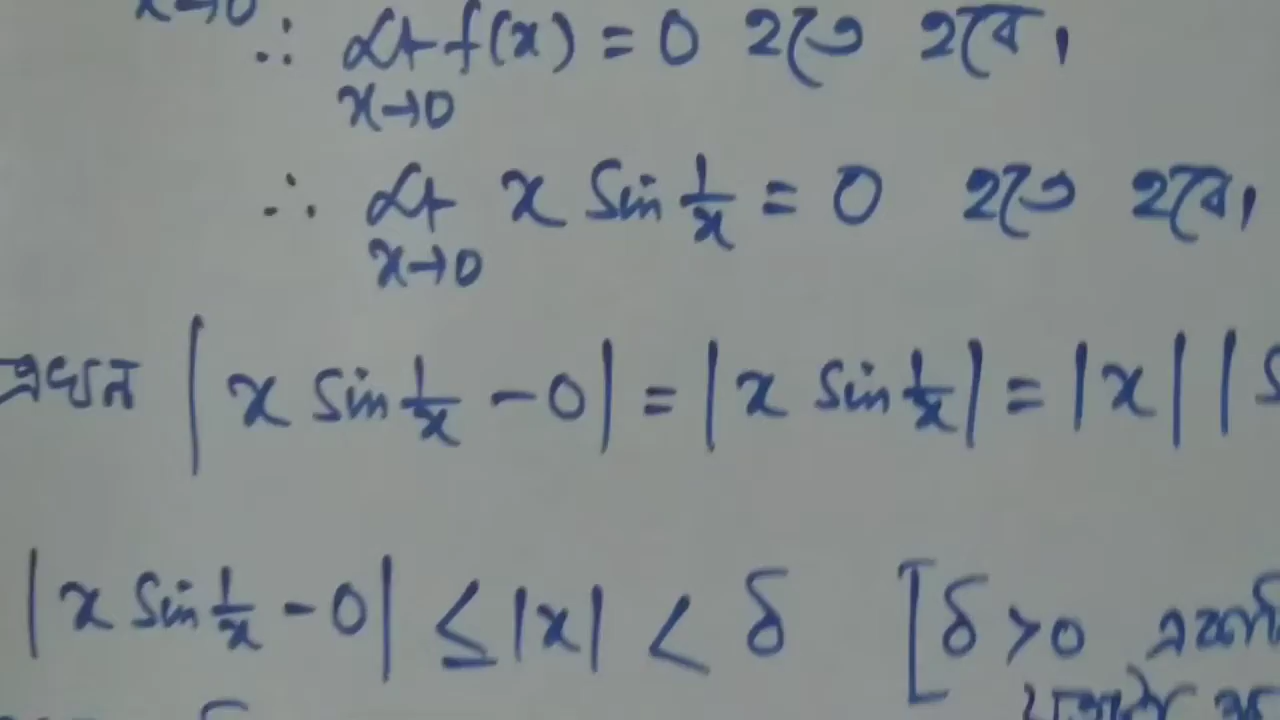 x→0
∴ Lt f(x) = 0 হতে হবে।
x→0
∴ Lt x Sin 1/x = 0 হতে হবে।
x→0
এখন |x Sin 1/x - 0| = |x Sin 1/x| = |x| |S
|x Sin 1/x - 0| ≤ |x| < δ [δ > 0